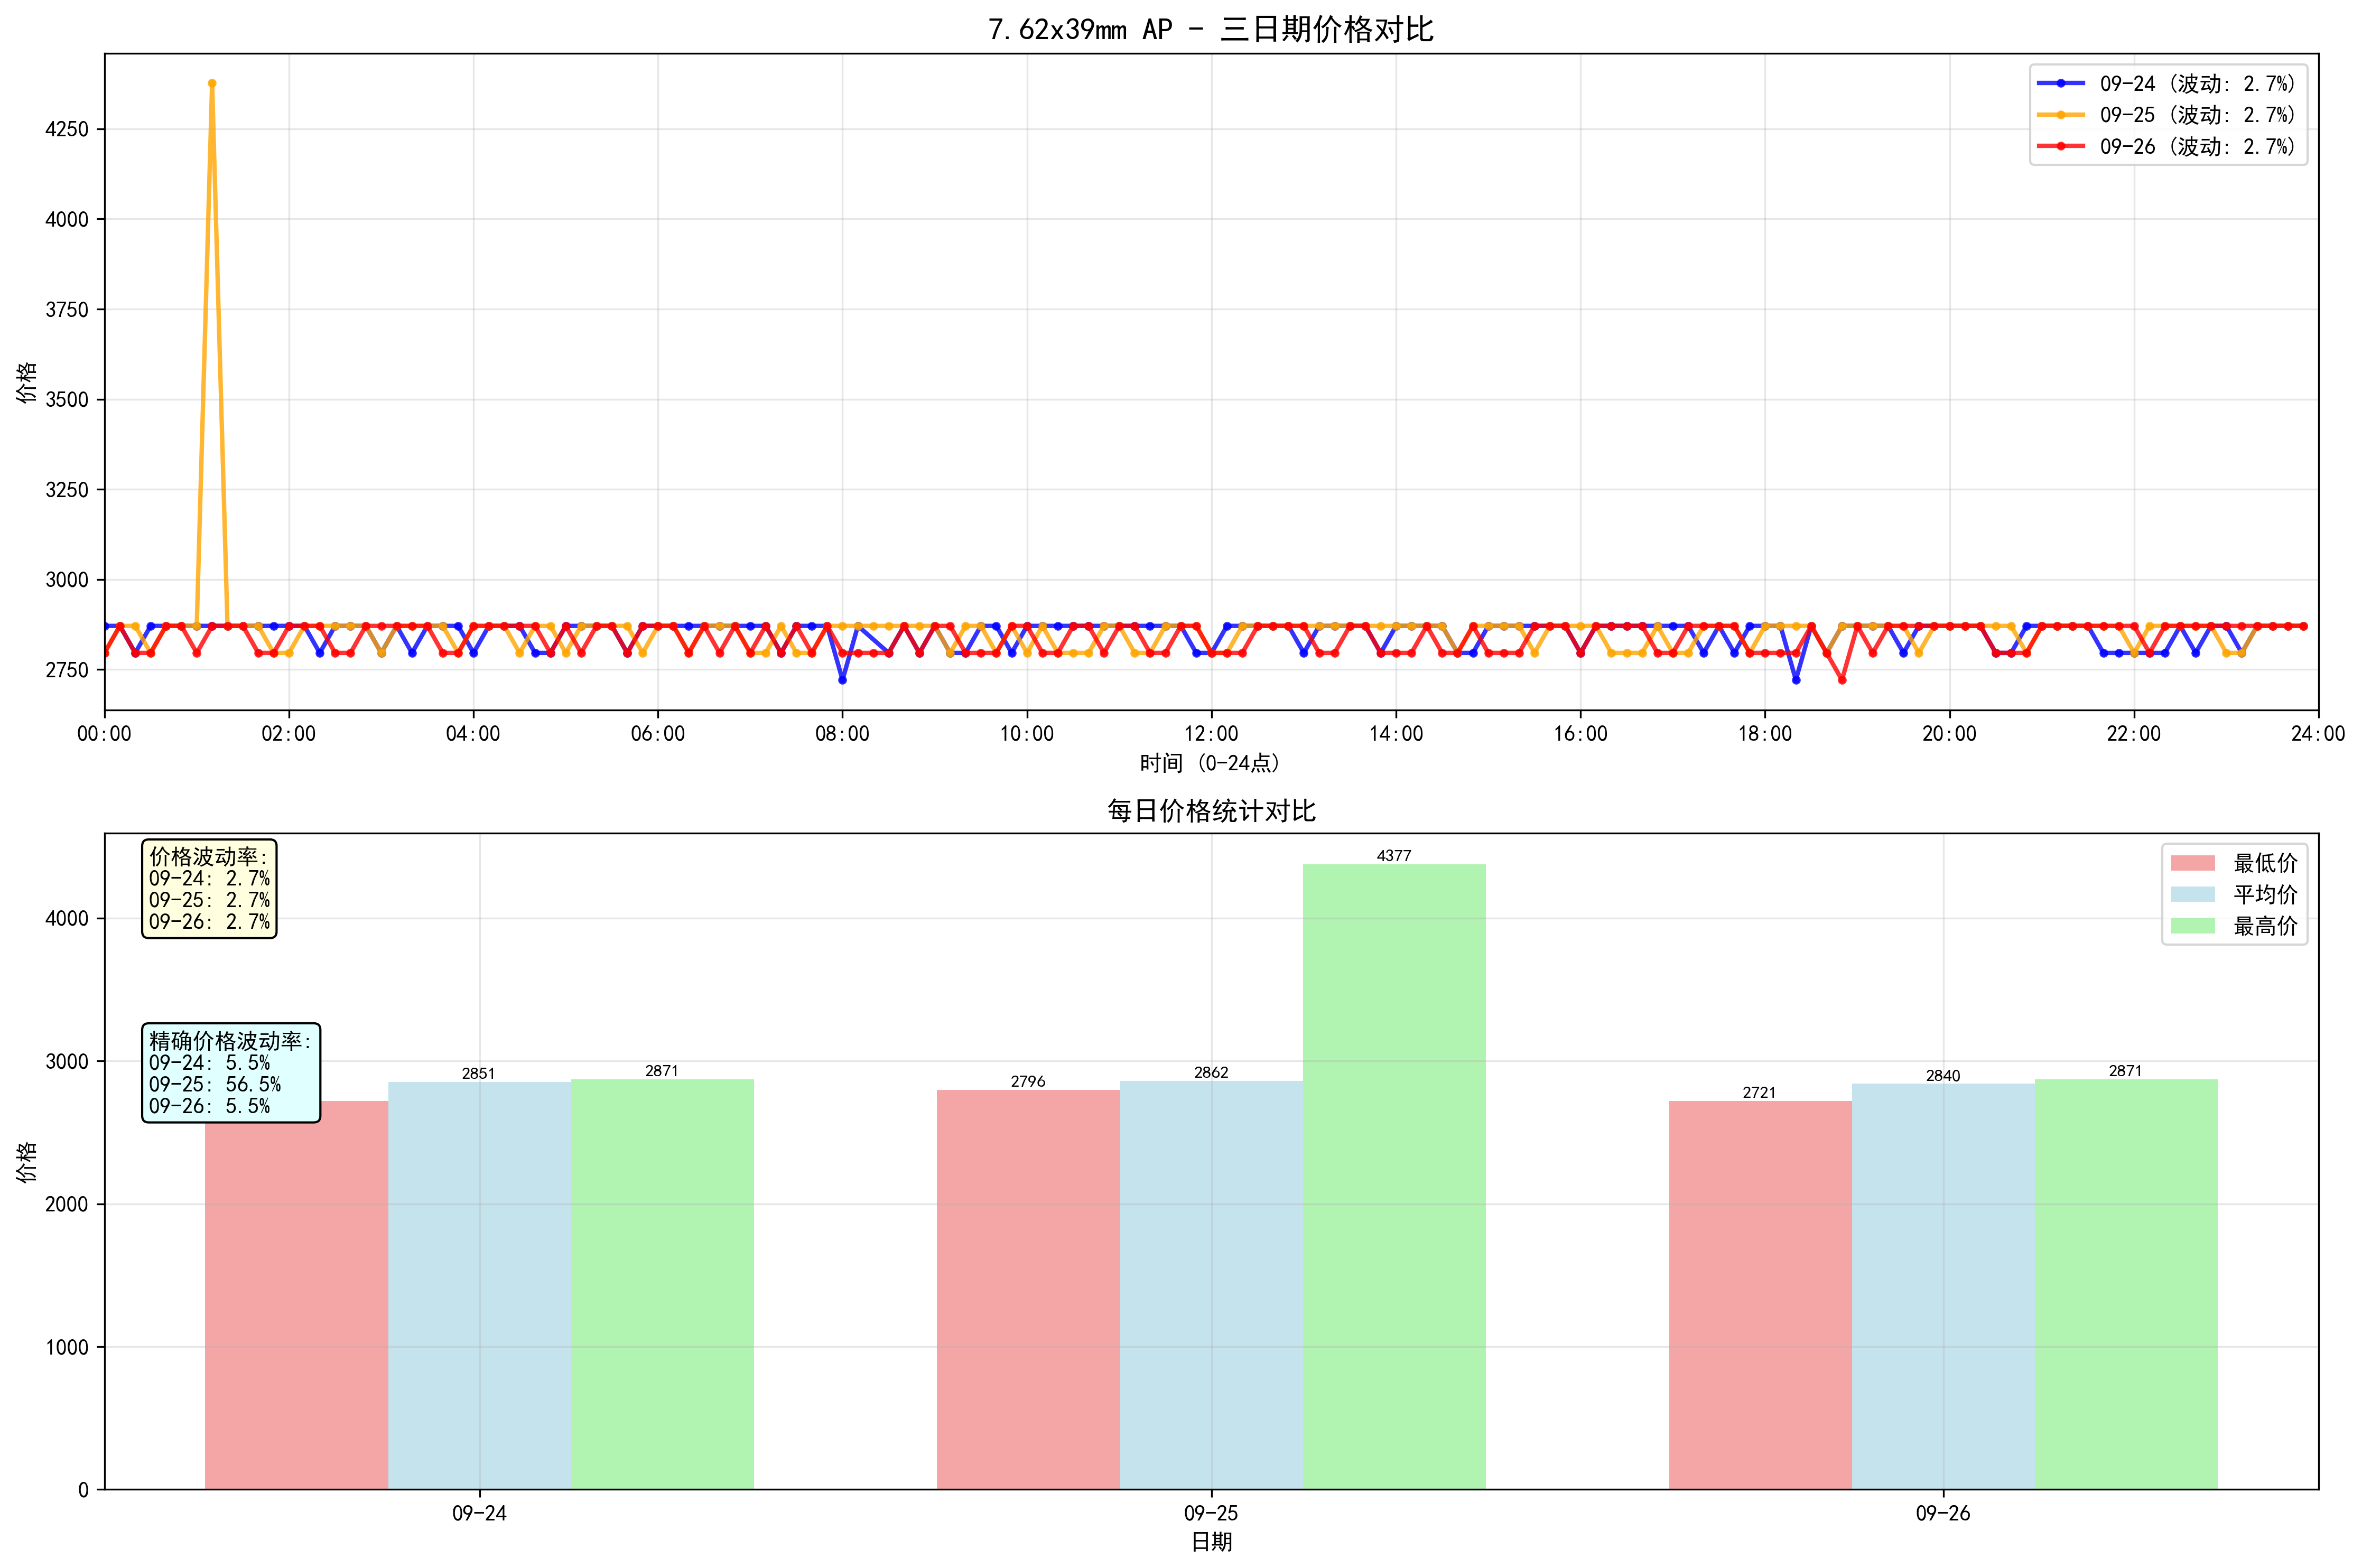 7.62x39mm AP - 三日期价格对比
09-24 (波动: 2.7%)
09-25 (波动: 2.7%)
09-26 (波动: 2.7%)
价格
4250
4000
3750
3500
3250
3000
2750
00:00 02:00 04:00 06:00 08:00 10:00 12:00 14:00 16:00 18:00 20:00 22:00 24:00
时间 (0-24点)
每日价格统计对比
价格波动率:
09-24: 2.7%
09-25: 2.7%
09-26: 2.7%
精确价格波动率:
09-24: 5.5%
09-25: 56.5%
09-26: 5.5%
最低价
平均价
最高价
价格
4000
3000
2000
1000
0
2851 2871 2796 2862 4377 2721 2840 2871
09-24 09-25 09-26
日期